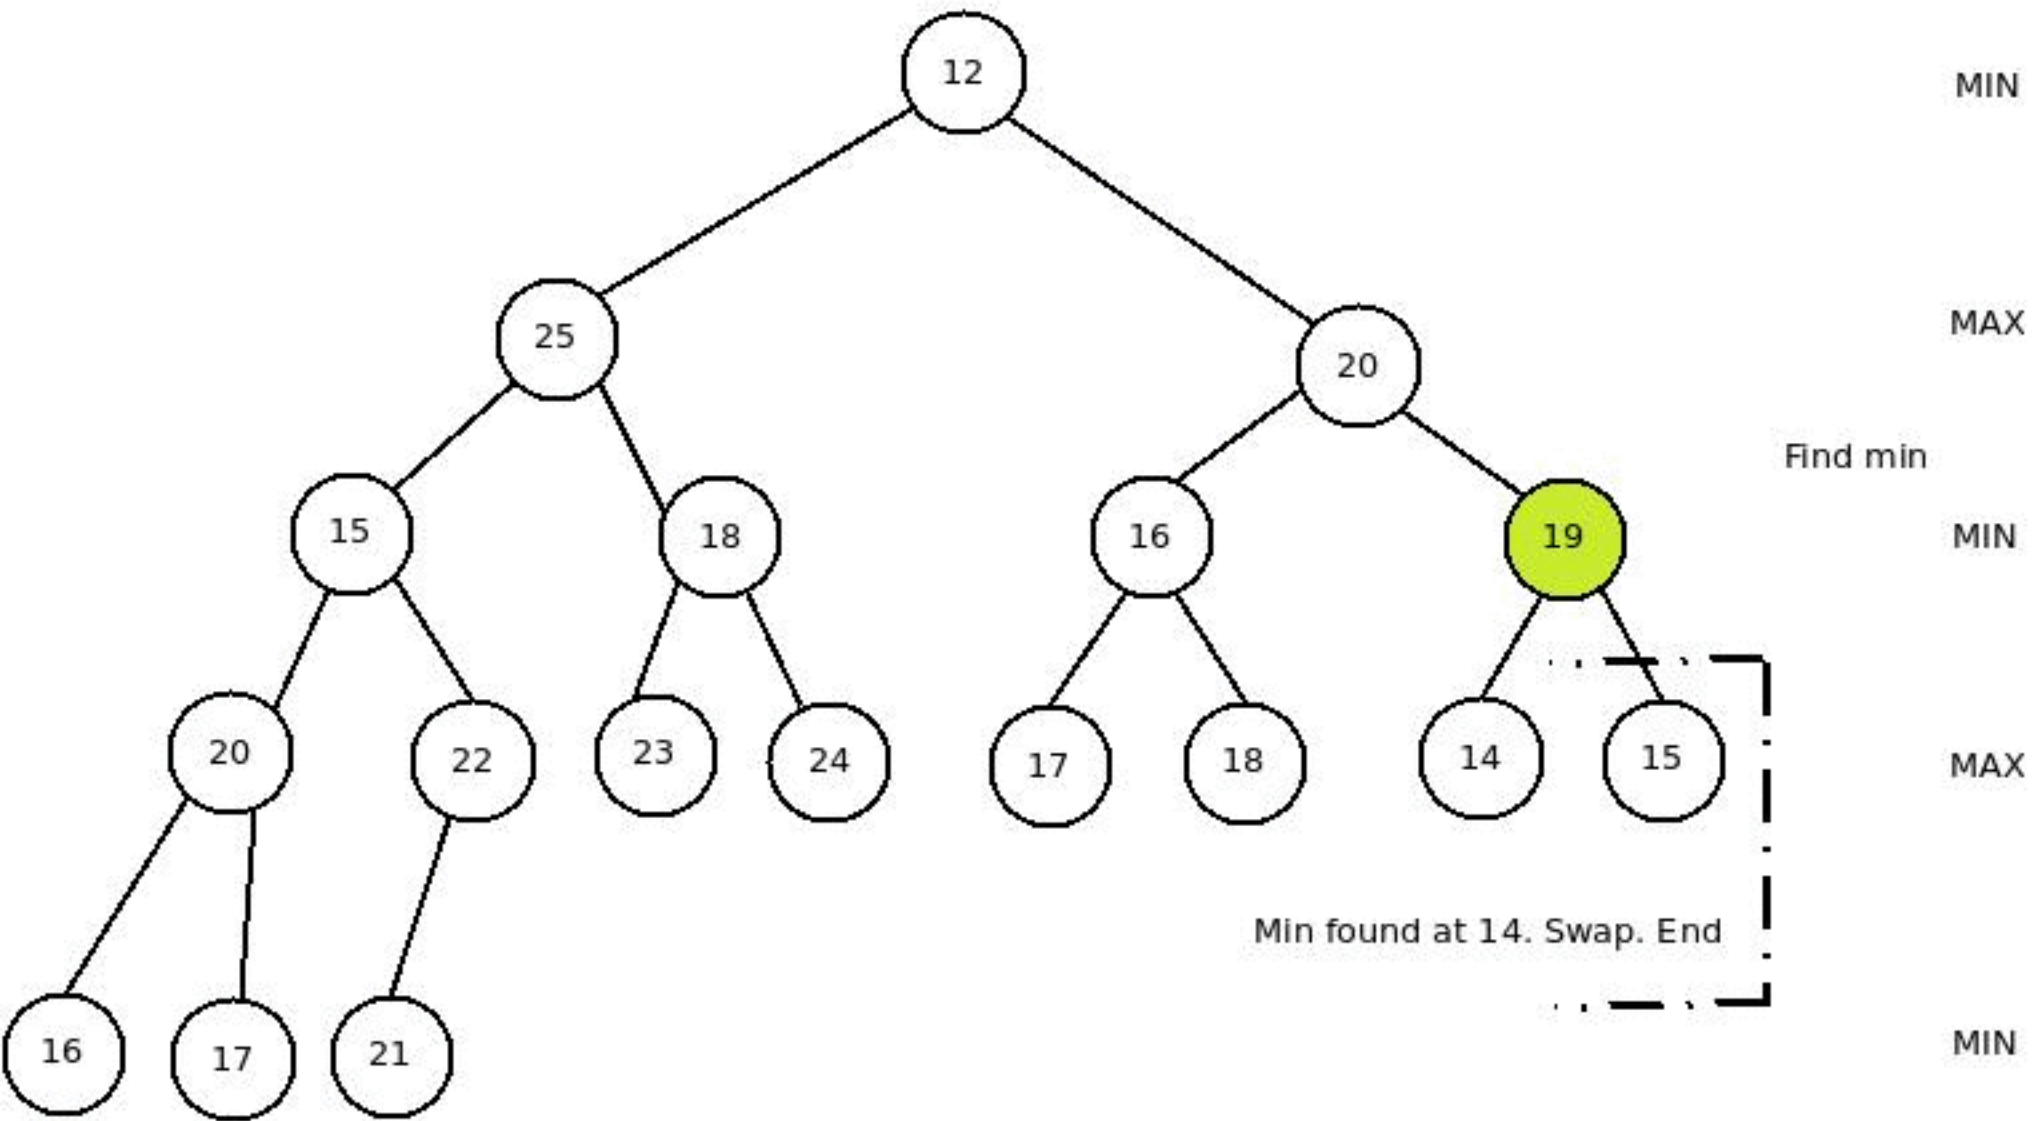 12 MIN
25 20 MAX
Find min
15 18 16 19 MIN
20 22 23 24 17 18 14 15 MAX
Min found at 14. Swap. End
16 17 21 MIN